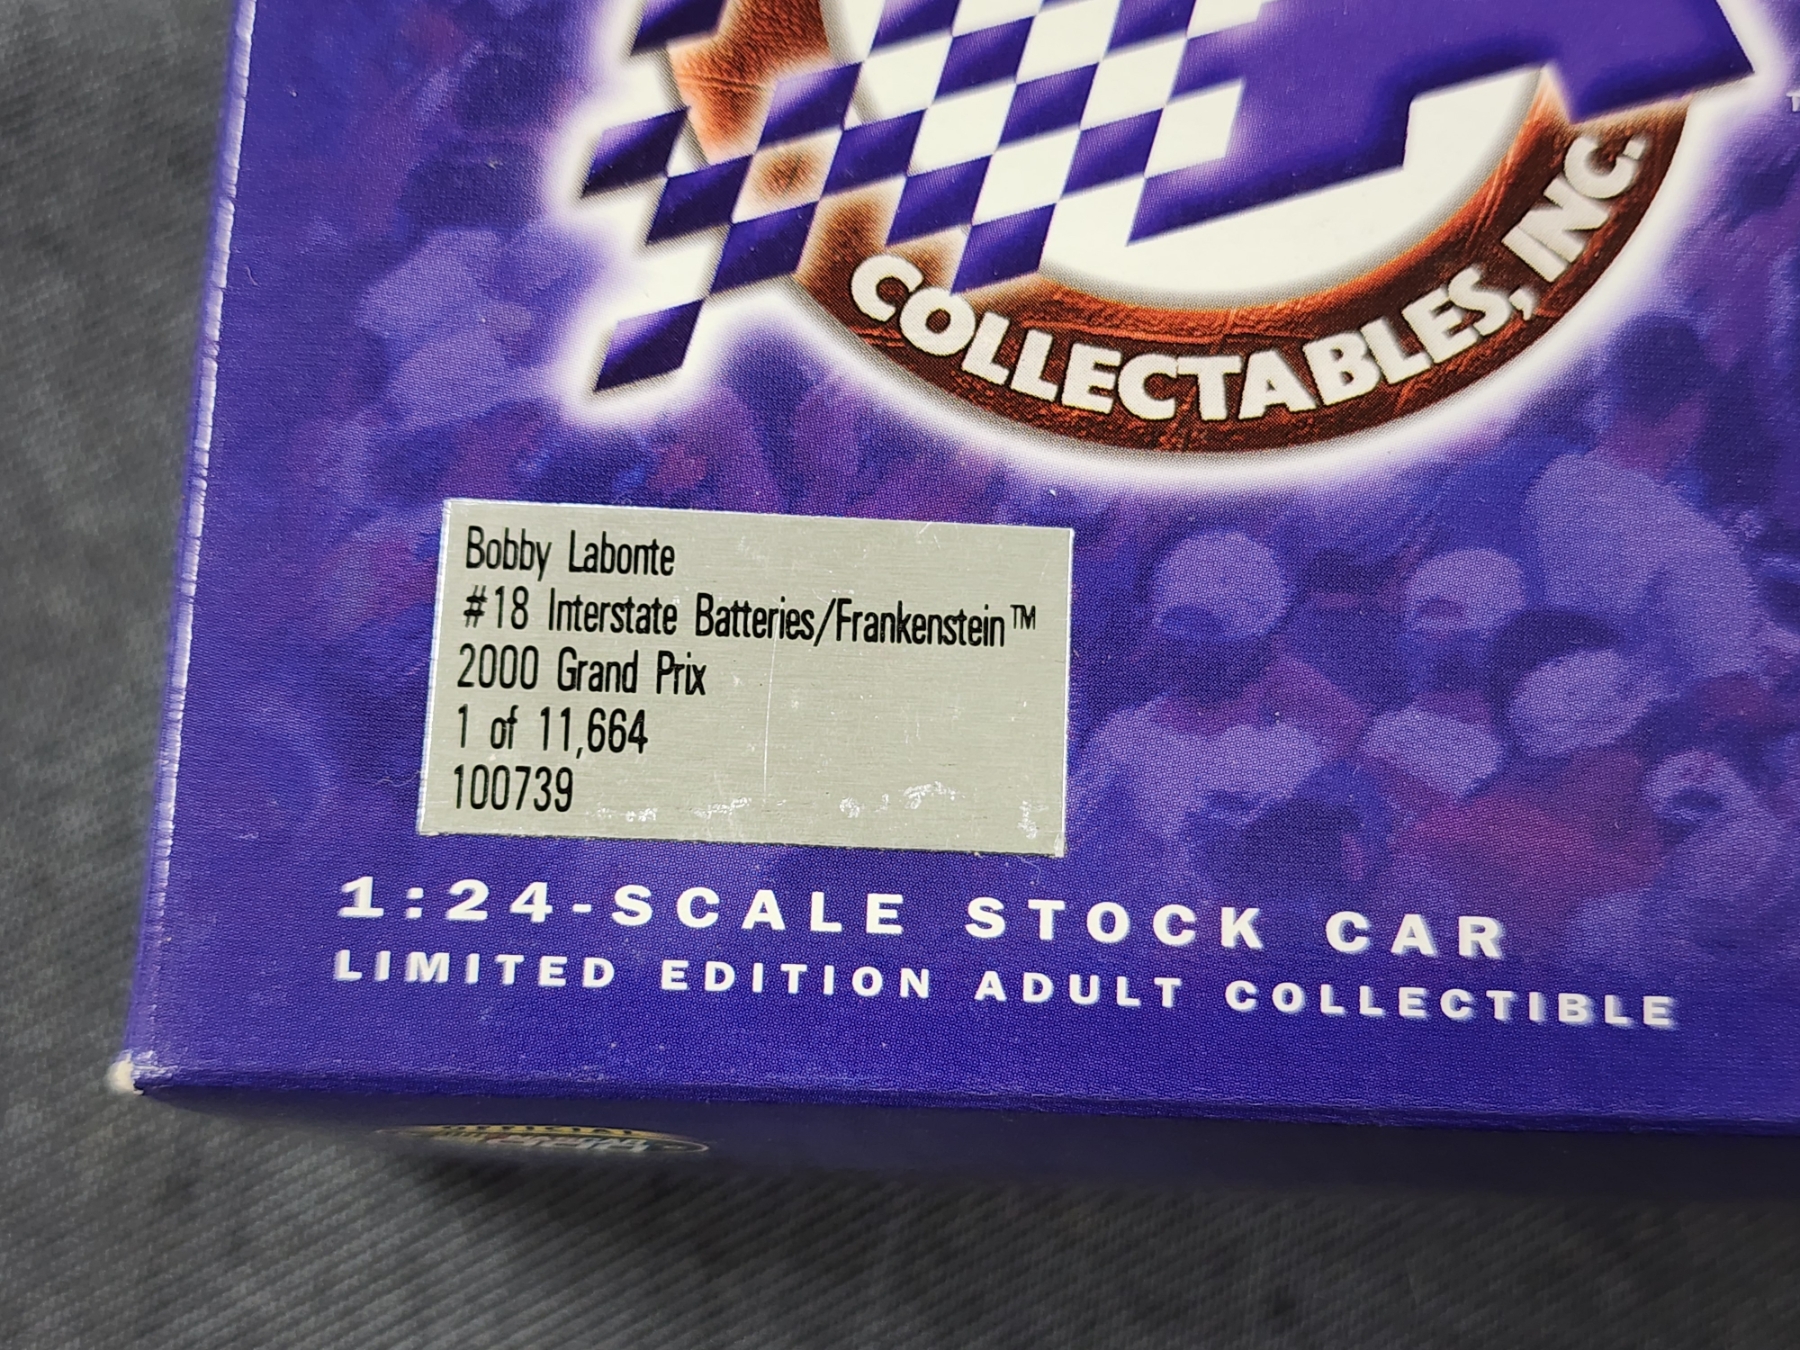 COLLECTABLES, INC.
Bobby Labonte
#18 Interstate Batteries/Frankenstein™
2000 Grand Prix
1 of 11,664
100739
1:24-SCALE STOCK CAR
LIMITED EDITION ADULT COLLECTIBLE
OFFICIAL